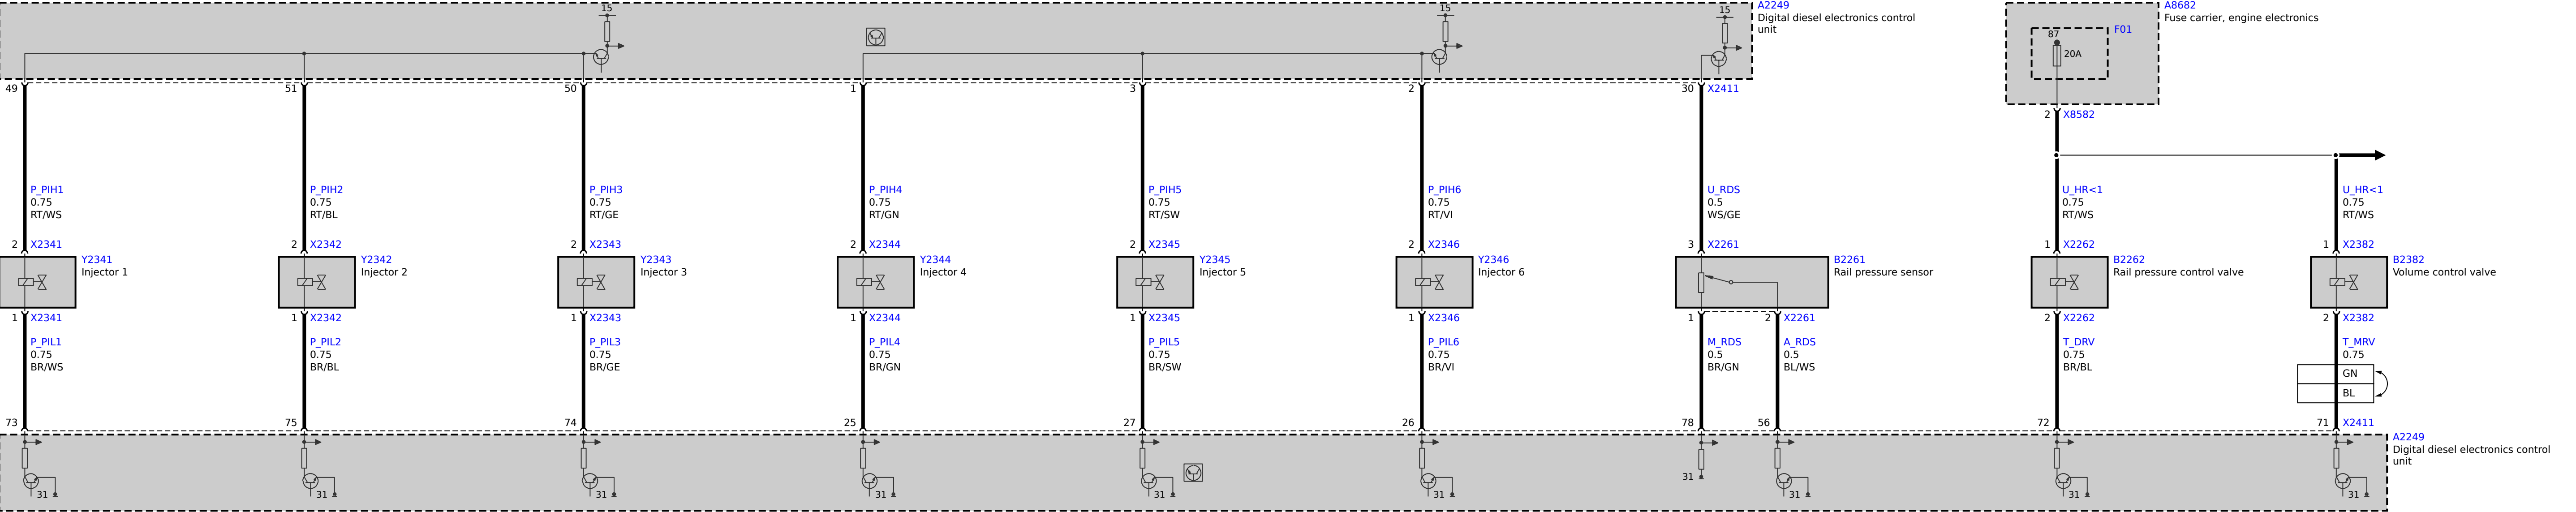 15
15
15
A2249
Digital diesel electronics control
unit
A8682
Fuse carrier, engine electronics
F01
87
20A
49
51
50
1
3
2
30
X2411
2
X8582
P_PIH1
0.75
RT/WS
P_PIH2
0.75
RT/BL
P_PIH3
0.75
RT/GE
P_PIH4
0.75
RT/GN
P_PIH5
0.75
RT/SW
P_PIH6
0.75
RT/VI
U_RDS
0.5
WS/GE
U_HR<1
0.75
RT/WS
U_HR<1
0.75
RT/WS
2 X2341
2 X2342
2 X2343
2 X2344
2 X2345
2 X2346
3 X2261
1 X2262
1 X2382
Y2341
Injector 1
Y2342
Injector 2
Y2343
Injector 3
Y2344
Injector 4
Y2345
Injector 5
Y2346
Injector 6
B2261
Rail pressure sensor
B2262
Rail pressure control valve
B2382
Volume control valve
1 X2341
1 X2342
1 X2343
1 X2344
1 X2345
1 X2346
1
2 X2261
2 X2262
2 X2382
P_PIL1
0.75
BR/WS
P_PIL2
0.75
BR/BL
P_PIL3
0.75
BR/GE
P_PIL4
0.75
BR/GN
P_PIL5
0.75
BR/SW
P_PIL6
0.75
BR/VI
M_RDS
0.5
BR/GN
A_RDS
0.5
BL/WS
T_DRV
0.75
BR/BL
T_MRV
0.75
GN
BL
73
75
74
25
27
26
78
56
72
71
X2411
A2249
Digital diesel electronics control
unit
31
31
31
31
31
31
31
31
31
31